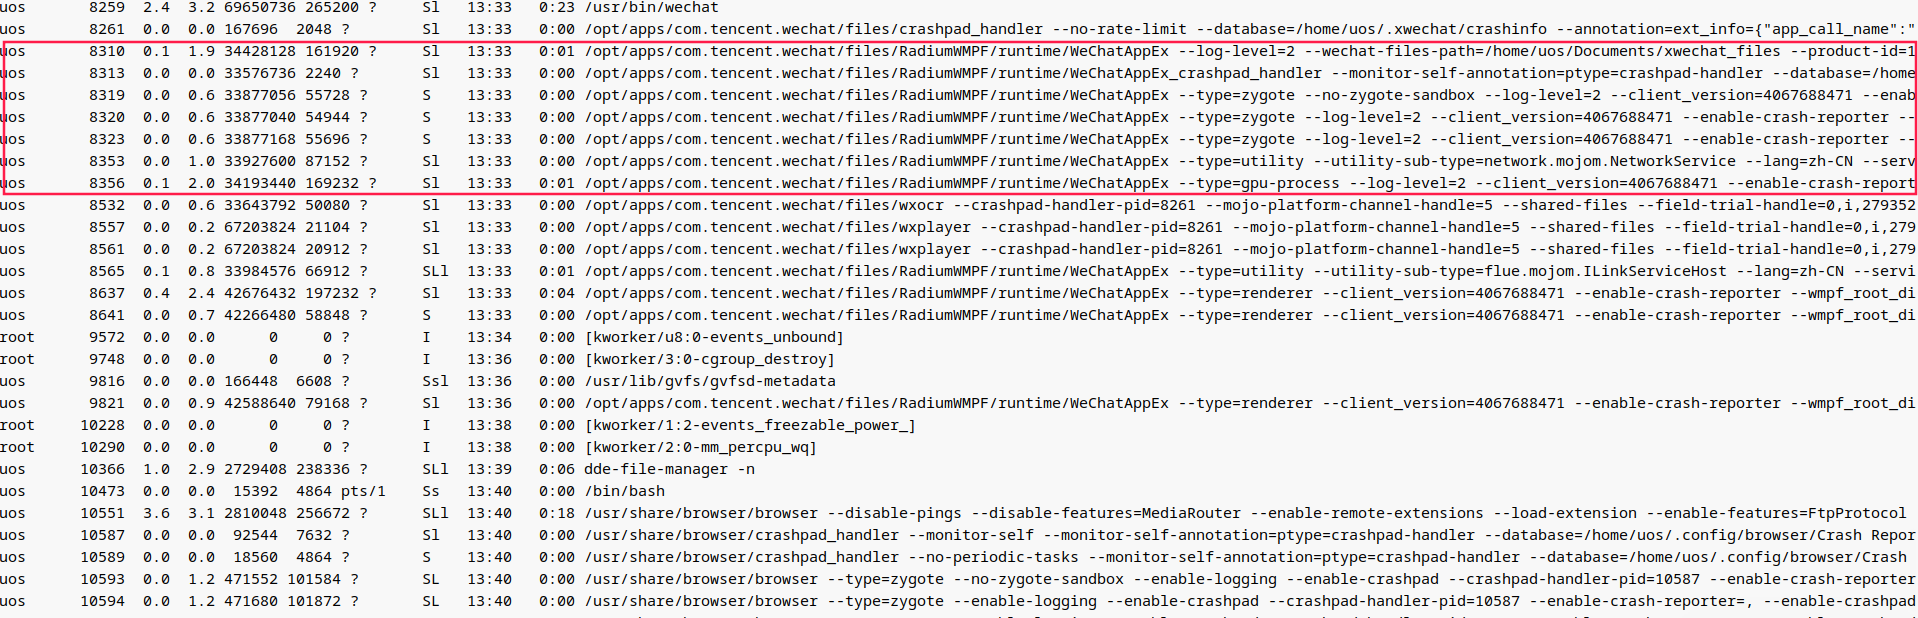 uos 8259 2.4 3.2 69650736 265200 ? Sl 13:33 0:23 /usr/bin/wechat
uos 8261 0.0 0.0 167696 2048 ? Sl 13:33 0:00 /opt/apps/com.tencent.wechat/files/crashpad_handler --no-rate-limit --database=/home/uos/.xwechat/crashinfo --annotation=ext_info={"app_call_name":"
uos 8310 0.1 1.9 34428128 161920 ? Sl 13:33 0:01 /opt/apps/com.tencent.wechat/files/RadiumWMPF/runtime/WeChatAppEx --log-level=2 --wechat-files-path=/home/uos/Documents/xwechat_files --product-id=1
uos 8313 0.0 0.0 33576736 2240 ? Sl 13:33 0:00 /opt/apps/com.tencent.wechat/files/RadiumWMPF/runtime/WeChatAppEx_crashpad_handler --monitor-self-annotation=ptype=crashpad-handler --database=/home
uos 8319 0.0 0.6 33877056 55728 ? S 13:33 0:00 /opt/apps/com.tencent.wechat/files/RadiumWMPF/runtime/WeChatAppEx --type=zygote --no-zygote-sandbox --log-level=2 --client_version=4067688471 --enab
uos 8320 0.0 0.6 33877040 54944 ? S 13:33 0:00 /opt/apps/com.tencent.wechat/files/RadiumWMPF/runtime/WeChatAppEx --type=zygote --log-level=2 --client_version=4067688471 --enable-crash-reporter --
uos 8323 0.0 0.6 33877168 55696 ? S 13:33 0:00 /opt/apps/com.tencent.wechat/files/RadiumWMPF/runtime/WeChatAppEx --type=zygote --log-level=2 --client_version=4067688471 --enable-crash-reporter --
uos 8353 0.0 1.0 33927600 87152 ? Sl 13:33 0:00 /opt/apps/com.tencent.wechat/files/RadiumWMPF/runtime/WeChatAppEx --type=utility --utility-sub-type=network.mojom.NetworkService --lang=zh-CN --serv
uos 8356 0.1 2.0 34193440 169232 ? Sl 13:33 0:01 /opt/apps/com.tencent.wechat/files/RadiumWMPF/runtime/WeChatAppEx --type=gpu-process --log-level=2 --client_version=4067688471 --enable-crash-report
uos 8532 0.0 0.6 33643792 50080 ? Sl 13:33 0:00 /opt/apps/com.tencent.wechat/files/wxocr --crashpad-handler-pid=8261 --mojo-platform-channel-handle=5 --shared-files --field-trial-handle=0,i,279352
uos 8557 0.0 0.2 67203824 21104 ? Sl 13:33 0:00 /opt/apps/com.tencent.wechat/files/wxplayer --crashpad-handler-pid=8261 --mojo-platform-channel-handle=5 --shared-files --field-trial-handle=0,i,279
uos 8561 0.0 0.2 67203824 20912 ? Sl 13:33 0:00 /opt/apps/com.tencent.wechat/files/wxplayer --crashpad-handler-pid=8261 --mojo-platform-channel-handle=5 --shared-files --field-trial-handle=0,i,279
uos 8565 0.1 0.8 33984576 66912 ? SLl 13:33 0:01 /opt/apps/com.tencent.wechat/files/RadiumWMPF/runtime/WeChatAppEx --type=utility --utility-sub-type=flue.mojom.ILinkServiceHost --lang=zh-CN --servi
uos 8637 0.4 2.4 42676432 197232 ? Sl 13:33 0:04 /opt/apps/com.tencent.wechat/files/RadiumWMPF/runtime/WeChatAppEx --type=renderer --client_version=4067688471 --enable-crash-reporter --wmpf_root_di
uos 8641 0.0 0.7 42266480 58848 ? S 13:33 0:00 /opt/apps/com.tencent.wechat/files/RadiumWMPF/runtime/WeChatAppEx --type=renderer --client_version=4067688471 --enable-crash-reporter --wmpf_root_di
root 9572 0.0 0.0 0 0 ? I 13:34 0:00 [kworker/u8:0-events_unbound]
root 9748 0.0 0.0 0 0 ? I 13:36 0:00 [kworker/3:0-cgroup_destroy]
uos 9816 0.0 0.0 166448 6608 ? Ssl 13:36 0:00 /usr/lib/gvfs/gvfsd-metadata
uos 9821 0.0 0.9 42588640 79168 ? Sl 13:36 0:00 /opt/apps/com.tencent.wechat/files/RadiumWMPF/runtime/WeChatAppEx --type=renderer --client_version=4067688471 --enable-crash-reporter --wmpf_root_di
root 10228 0.0 0.0 0 0 ? I 13:38 0:00 [kworker/1:2-events_freezable_power_]
root 10290 0.0 0.0 0 0 ? I 13:38 0:00 [kworker/2:0-mm_percpu_wq]
uos 10366 1.0 2.9 2729408 238336 ? SLl 13:39 0:06 dde-file-manager -n
uos 10473 0.0 0.0 15392 4864 pts/1 Ss 13:40 0:00 /bin/bash
uos 10551 3.6 3.1 2810048 256672 ? SLl 13:40 0:18 /usr/share/browser/browser --disable-pings --disable-features=MediaRouter --enable-remote-extensions --load-extension --enable-features=FtpProtocol
uos 10587 0.0 0.0 92544 7632 ? Sl 13:40 0:00 /usr/share/browser/crashpad_handler --monitor-self --monitor-self-annotation=ptype=crashpad-handler --database=/home/uos/.config/browser/Crash Repor
uos 10589 0.0 0.0 18560 4864 ? S 13:40 0:00 /usr/share/browser/crashpad_handler --no-periodic-tasks --monitor-self-annotation=ptype=crashpad-handler --database=/home/uos/.config/browser/Crash
uos 10593 0.0 1.2 471552 101584 ? SL 13:40 0:00 /usr/share/browser/browser --type=zygote --no-zygote-sandbox --enable-logging --enable-crashpad --crashpad-handler-pid=10587 --enable-crash-reporter
uos 10594 0.0 1.2 471680 101872 ? SL 13:40 0:00 /usr/share/browser/browser --type=zygote --enable-logging --enable-crashpad --crashpad-handler-pid=10587 --enable-crash-reporter=, --enable-crashpad